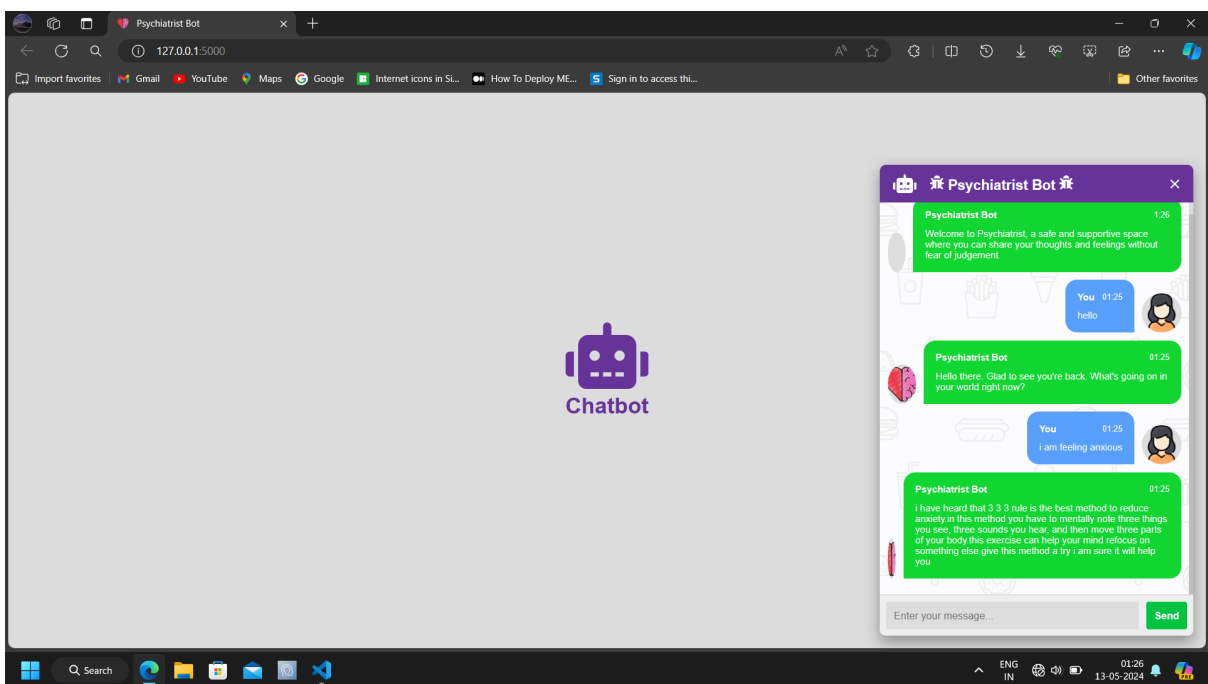 Psychiatrist Bot
127.0.0.1:5000
Import favorites
Gmail
YouTube
Maps
Google
Internet icons in Si...
How To Deploy ME...
Sign in to access thi...
Other favorites
Chatbot
Psychiatrist Bot
Psychiatrist Bot 1:26
Welcome to Psychiatrist, a safe and supportive space
where you can share your thoughts and feelings without
fear of judgement.
You 01:25
hello
Psychiatrist Bot 01:25
Hello there. Glad to see you're back. What's going on in
your world right now?
You 01:25
i am feeling anxious
Psychiatrist Bot 01:25
i have heard that 3 3 3 rule is the best method to reduce
anxiety.in this method you have to mentally note three things
you see, three sounds you hear, and then move three parts
of your body.this exercise can help your mind refocus on
something else.give this method a try i am sure it will help
you
Enter your message...
Send
Search
ENG
IN
01:26
13-05-2024
PRE